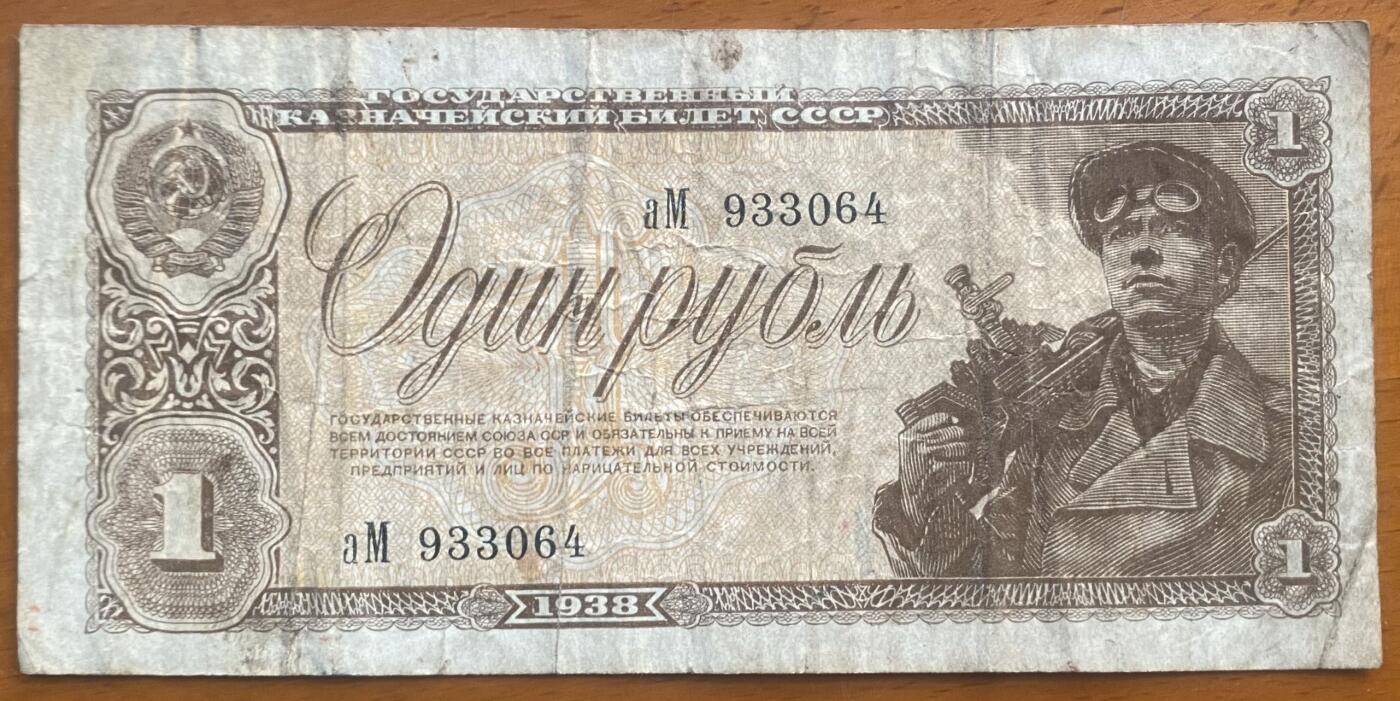 ГОСУДАРСТВЕННЫЙ
КАЗНАЧЕЙСКИЙ БИЛЕТ СССР
1
аМ 933064
Один рубль
ГОСУДАРСТВЕННЫЕ КАЗНАЧЕЙСКИЕ БИЛЕТЫ ОБЕСПЕЧИВАЮТСЯ
ВСЕМ ДОСТОЯНИЕМ СОЮЗА ССР И ОБЯЗАТЕЛЬНЫ К ПРИЕМУ НА ВСЕЙ
ТЕРРИТОРИИ СССР ВО ВСЕ ПЛАТЕЖИ ДЛЯ ВСЕХ УЧРЕЖДЕНИЙ,
ПРЕДПРИЯТИЙ И ЛИЦ ПО НАРИЦАТЕЛЬНОЙ СТОИМОСТИ.
1
аМ 933064
1
1938